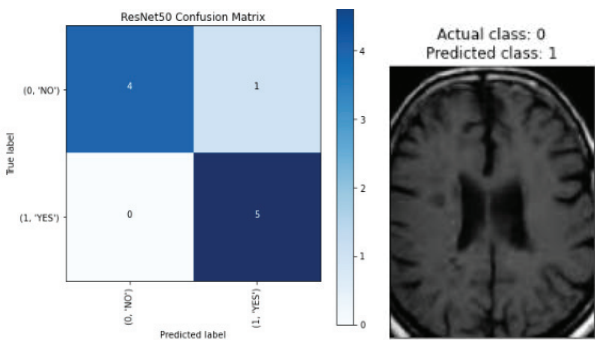 ResNet50 Confusion Matrix
True label
(0, 'NO')
4
1
(1, 'YES')
0
5
(0, 'NO')
(1, 'YES')
Predicted label
4
3
2
1
0
Actual class: 0
Predicted class: 1